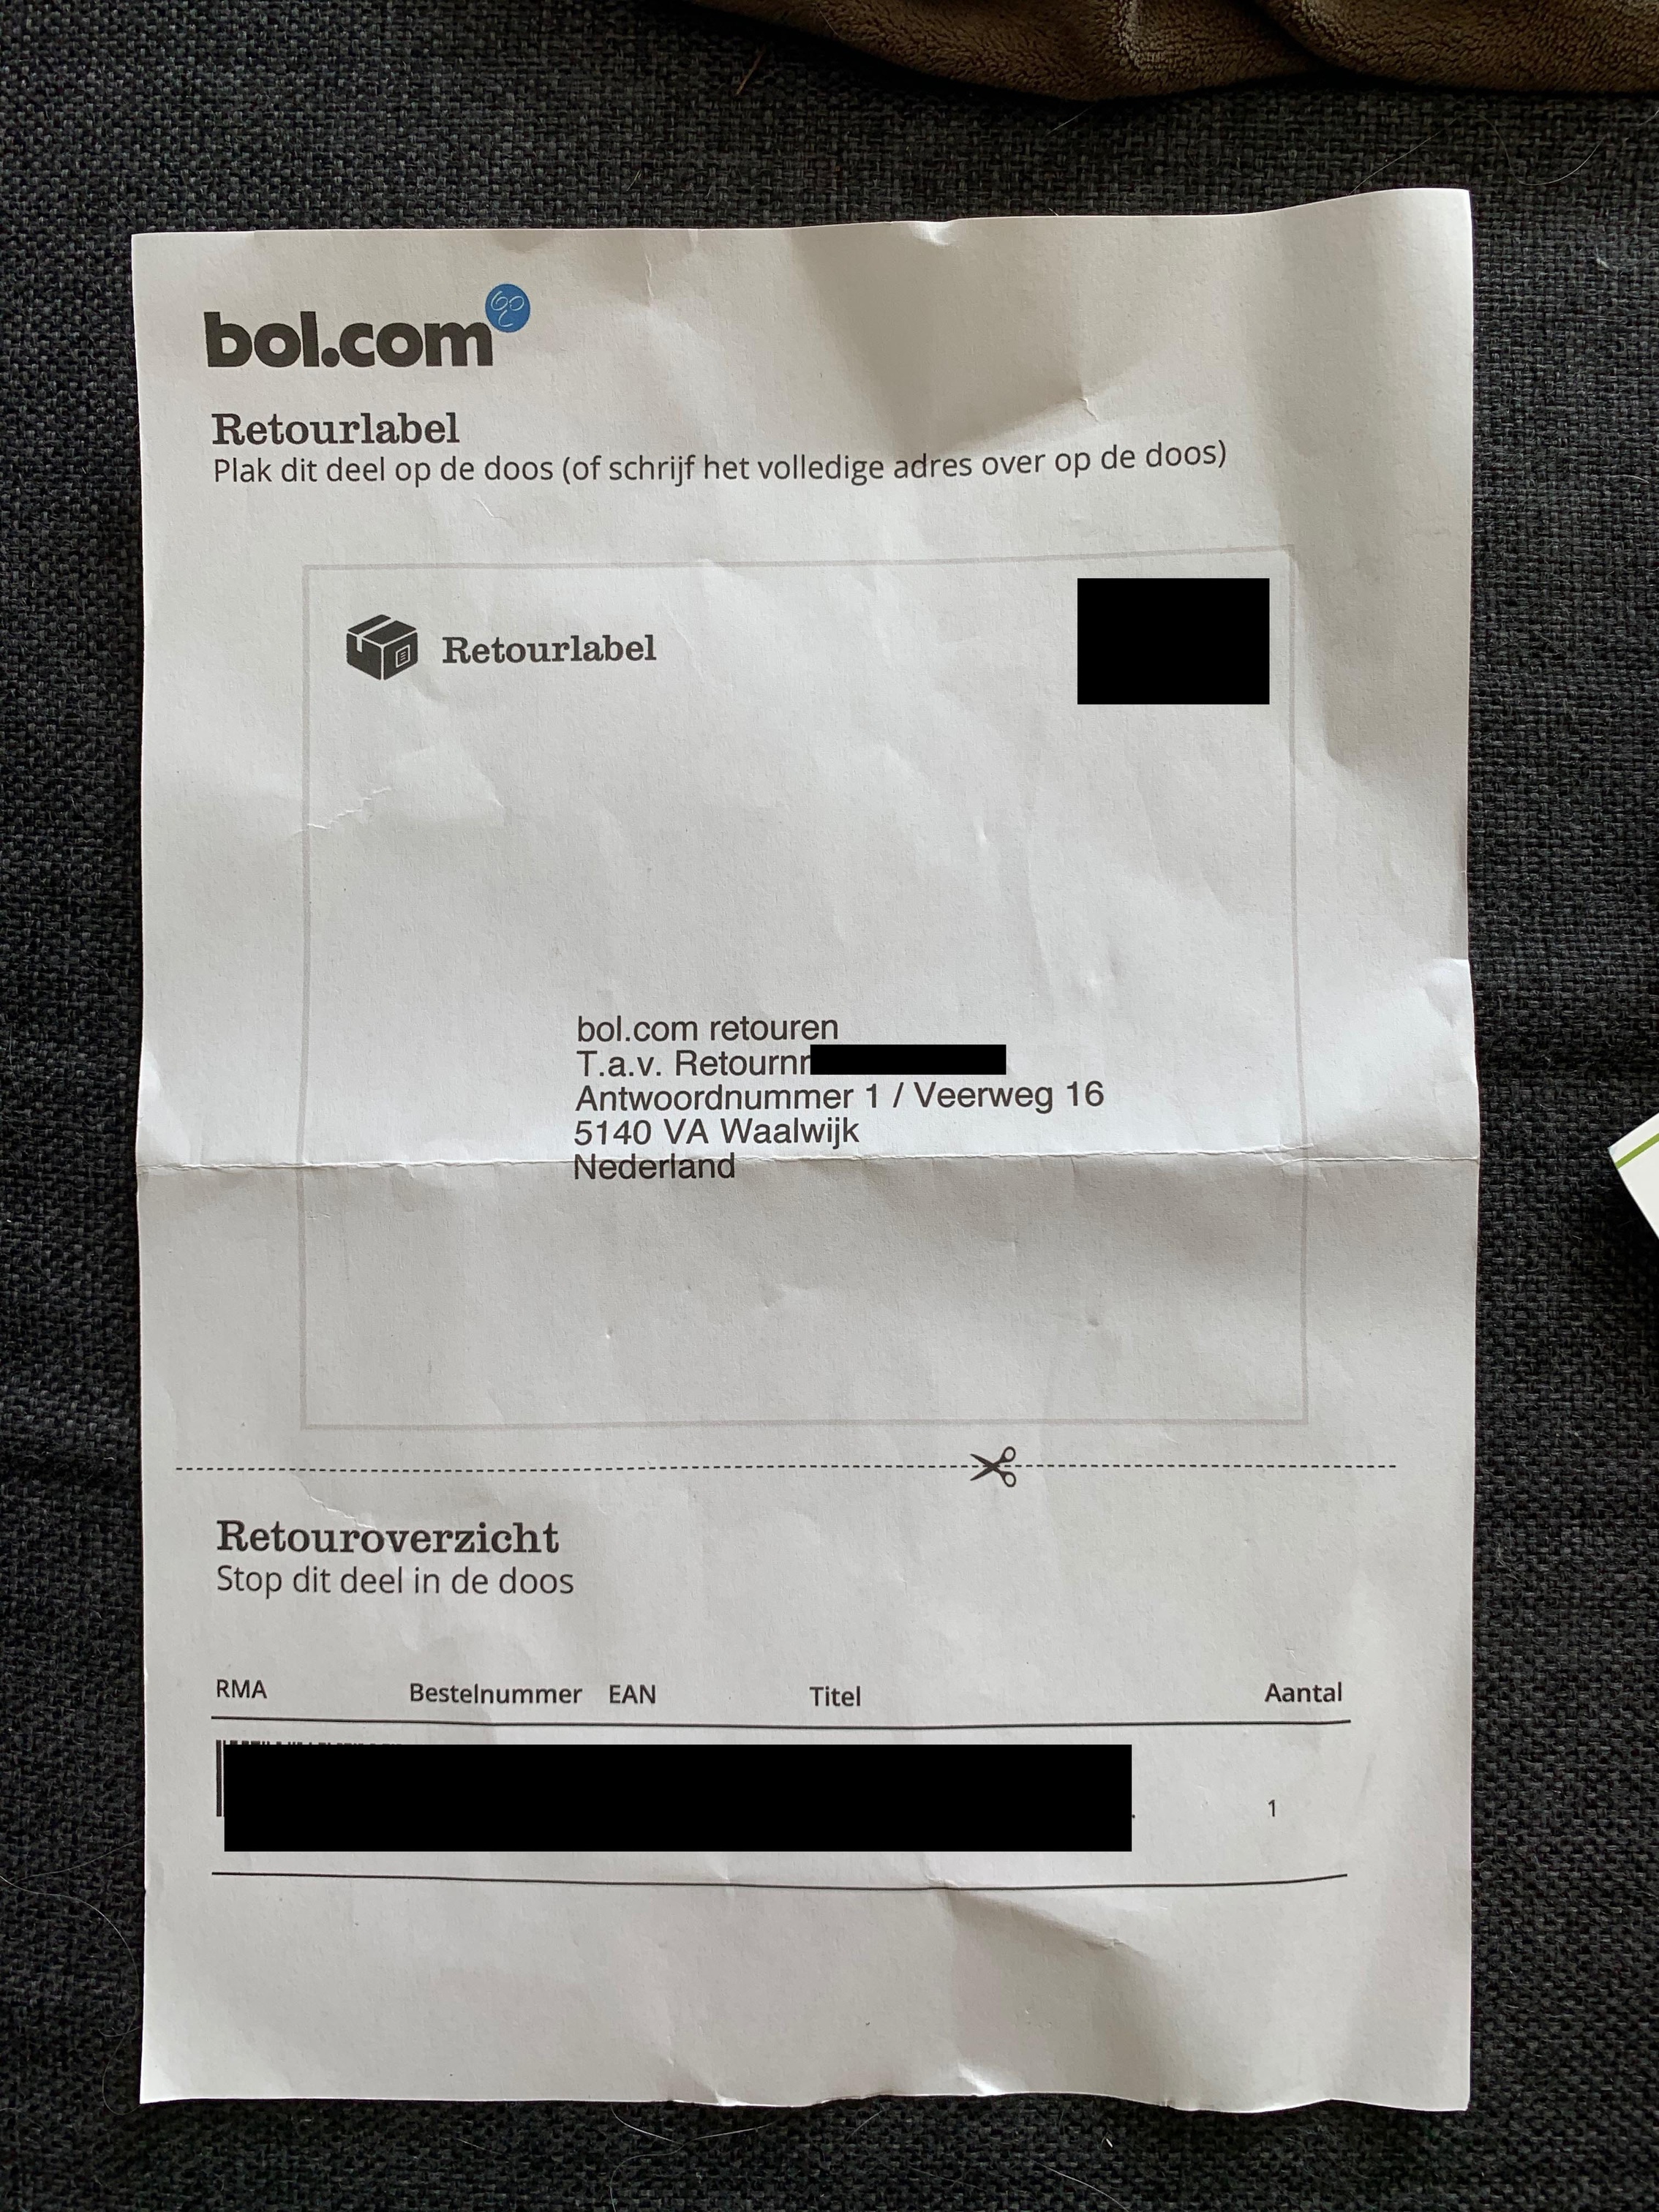 bol.com
Retourlabel
Plak dit deel op de doos (of schrijf het volledige adres over op de doos)
Retourlabel
bol.com retouren
T.a.v. Retournr
Antwoordnummer 1 / Veerweg 16
5140 VA Waalwijk
Nederland
Retouroverzicht
Stop dit deel in de doos
RMA Bestelnummer EAN Titel Aantal
1